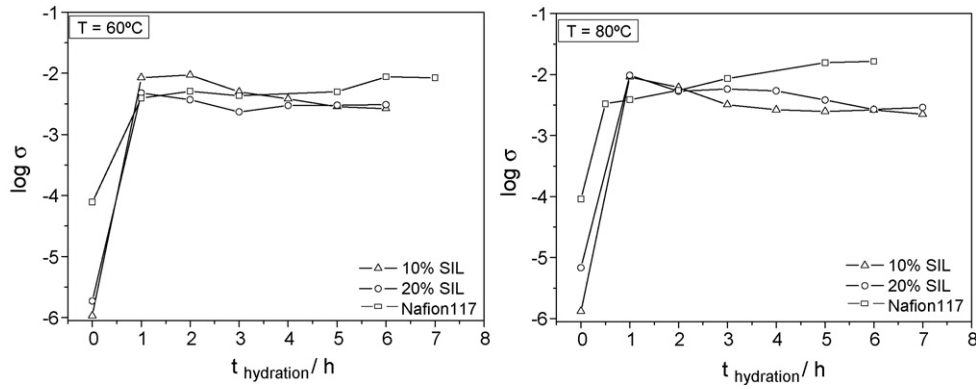 T = 60ºC
log σ
-1
-2
-3
-4
-5
-6
10% SIL
20% SIL
Nafion117
0 1 2 3 4 5 6 7 8
t hydration/ h
T = 80ºC
log σ
-1
-2
-3
-4
-5
-6
10% SIL
20% SIL
Nafion117
0 1 2 3 4 5 6 7 8
t hydration/ h